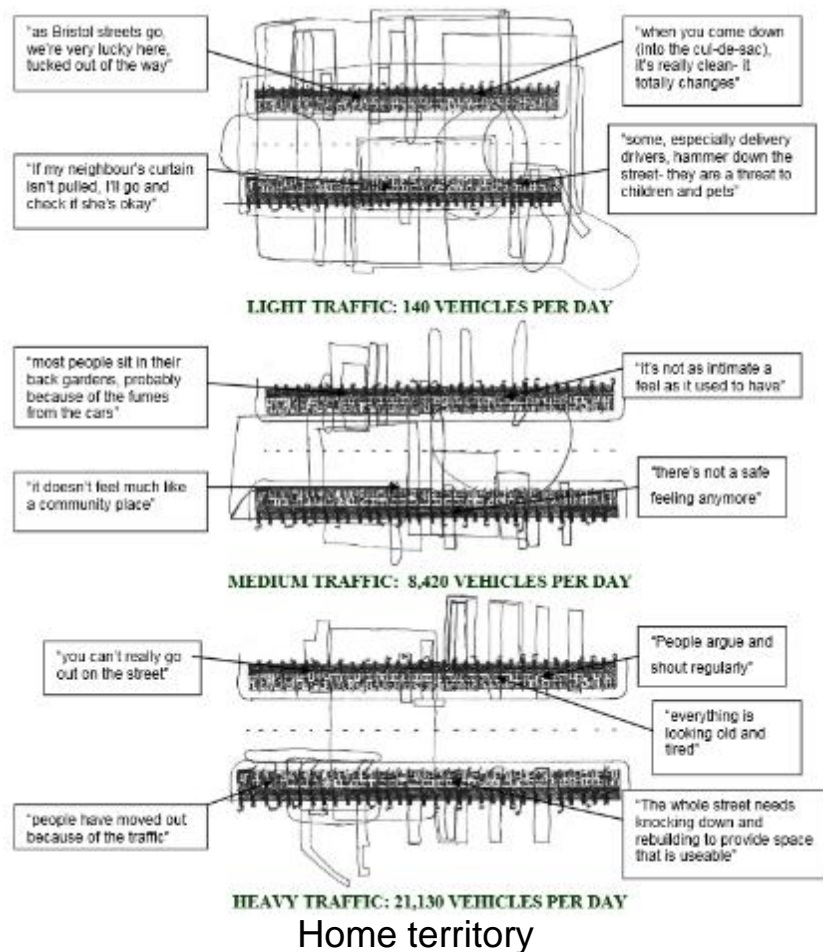 "as Bristol streets go,
we're very lucky here,
tucked out of the way"
"when you come down
(into the cul-de-sac),
it's really clean- it
totally changes"
"If my neighbour's curtain
isn't pulled, I'll go and
check if she's okay"
"some, especially delivery
drivers, hammer down the
street- they are a threat to
children and pets"
LIGHT TRAFFIC: 140 VEHICLES PER DAY
"most people sit in their
back gardens, probably
because of the fumes
from the cars"
"It's not as intimate a
feel as it used to have"
"it doesn't feel much like
a community place"
"there's not a safe
feeling anymore"
MEDIUM TRAFFIC: 8,420 VEHICLES PER DAY
"you can't really go
out on the street"
"People argue and
shout regularly"
"everything is
looking old and
tired"
"people have moved out
because of the traffic"
"The whole street needs
knocking down and
rebuilding to provide space
that is useable"
HEAVY TRAFFIC: 21,130 VEHICLES PER DAY
Home territory